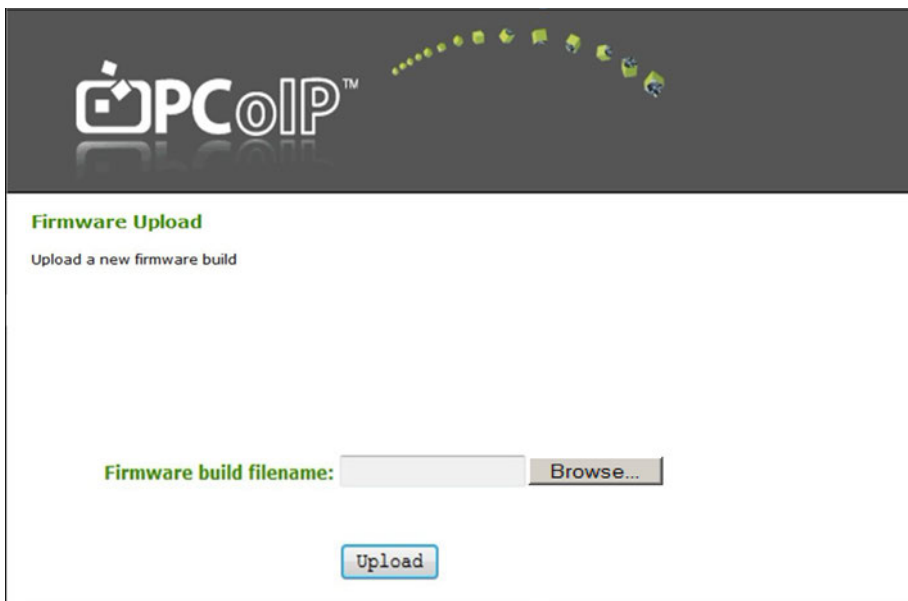 PCoIP™
Firmware Upload
Upload a new firmware build
Firmware build filename:
Browse...
Upload